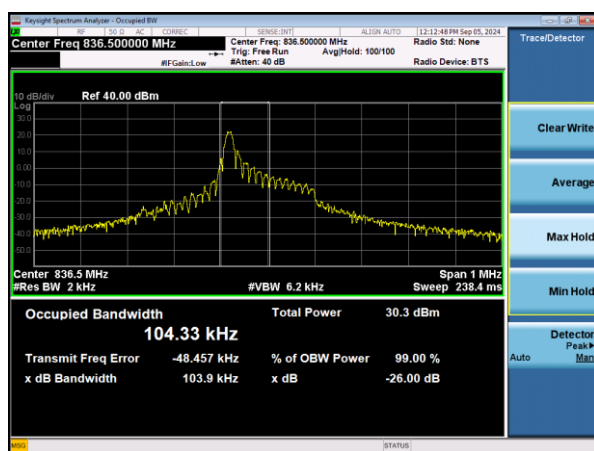 Keysight Spectrum Analyzer - Occupied BW
RF 50 Ω AC CORREC SENSE:INT ALIGN AUTO 12:12:48 PM Sep 05, 2024
Center Freq 836.500000 MHz
Center Freq: 836.500000 MHz
Radio Std: None
Trig: Free Run Avg|Hold: 100/100
#IFGain:Low #Atten: 40 dB Radio Device: BTS
Trace/Detector
10 dB/div Ref 40.00 dBm
Log
30.0
20.0
10.0
0.00
-10.0
-20.0
-30.0
-40.0
-50.0
Center 836.5 MHz Span 1 MHz
#Res BW 2 kHz #VBW 6.2 kHz Sweep 238.4 ms
Occupied Bandwidth
104.33 kHz
Total Power 30.3 dBm
Transmit Freq Error -48.457 kHz % of OBW Power 99.00 %
x dB Bandwidth 103.9 kHz x dB -26.00 dB
Clear Write
Average
Max Hold
Min Hold
Detector
Peak▶
Auto Man
MSG STATUS